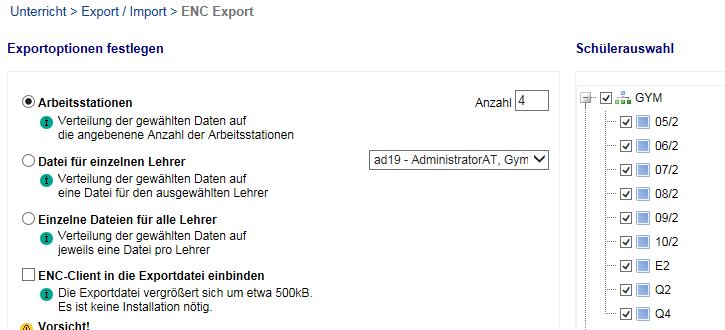 Unterricht > Export / Import > ENC Export
Exportoptionen festlegen
Arbeitsstationen
Anzahl 4
Verteilung der gewählten Daten auf
die angebenene Anzahl der Arbeitsstationen
Datei für einzelnen Lehrer
ad19 - AdministratorAT, Gym
Verteilung der gewählten Daten auf
eine Datei für den ausgewählten Lehrer
Einzelne Dateien für alle Lehrer
Verteilung der gewählten Daten auf
jeweils eine Datei pro Lehrer
ENC-Client in die Exportdatei einbinden
Die Exportdatei vergrößert sich um etwa 500kB.
Es ist keine Installation nötig.
Vorsicht!
Schülerauswahl
GYM
05/2
06/2
07/2
08/2
09/2
10/2
E2
Q2
Q4